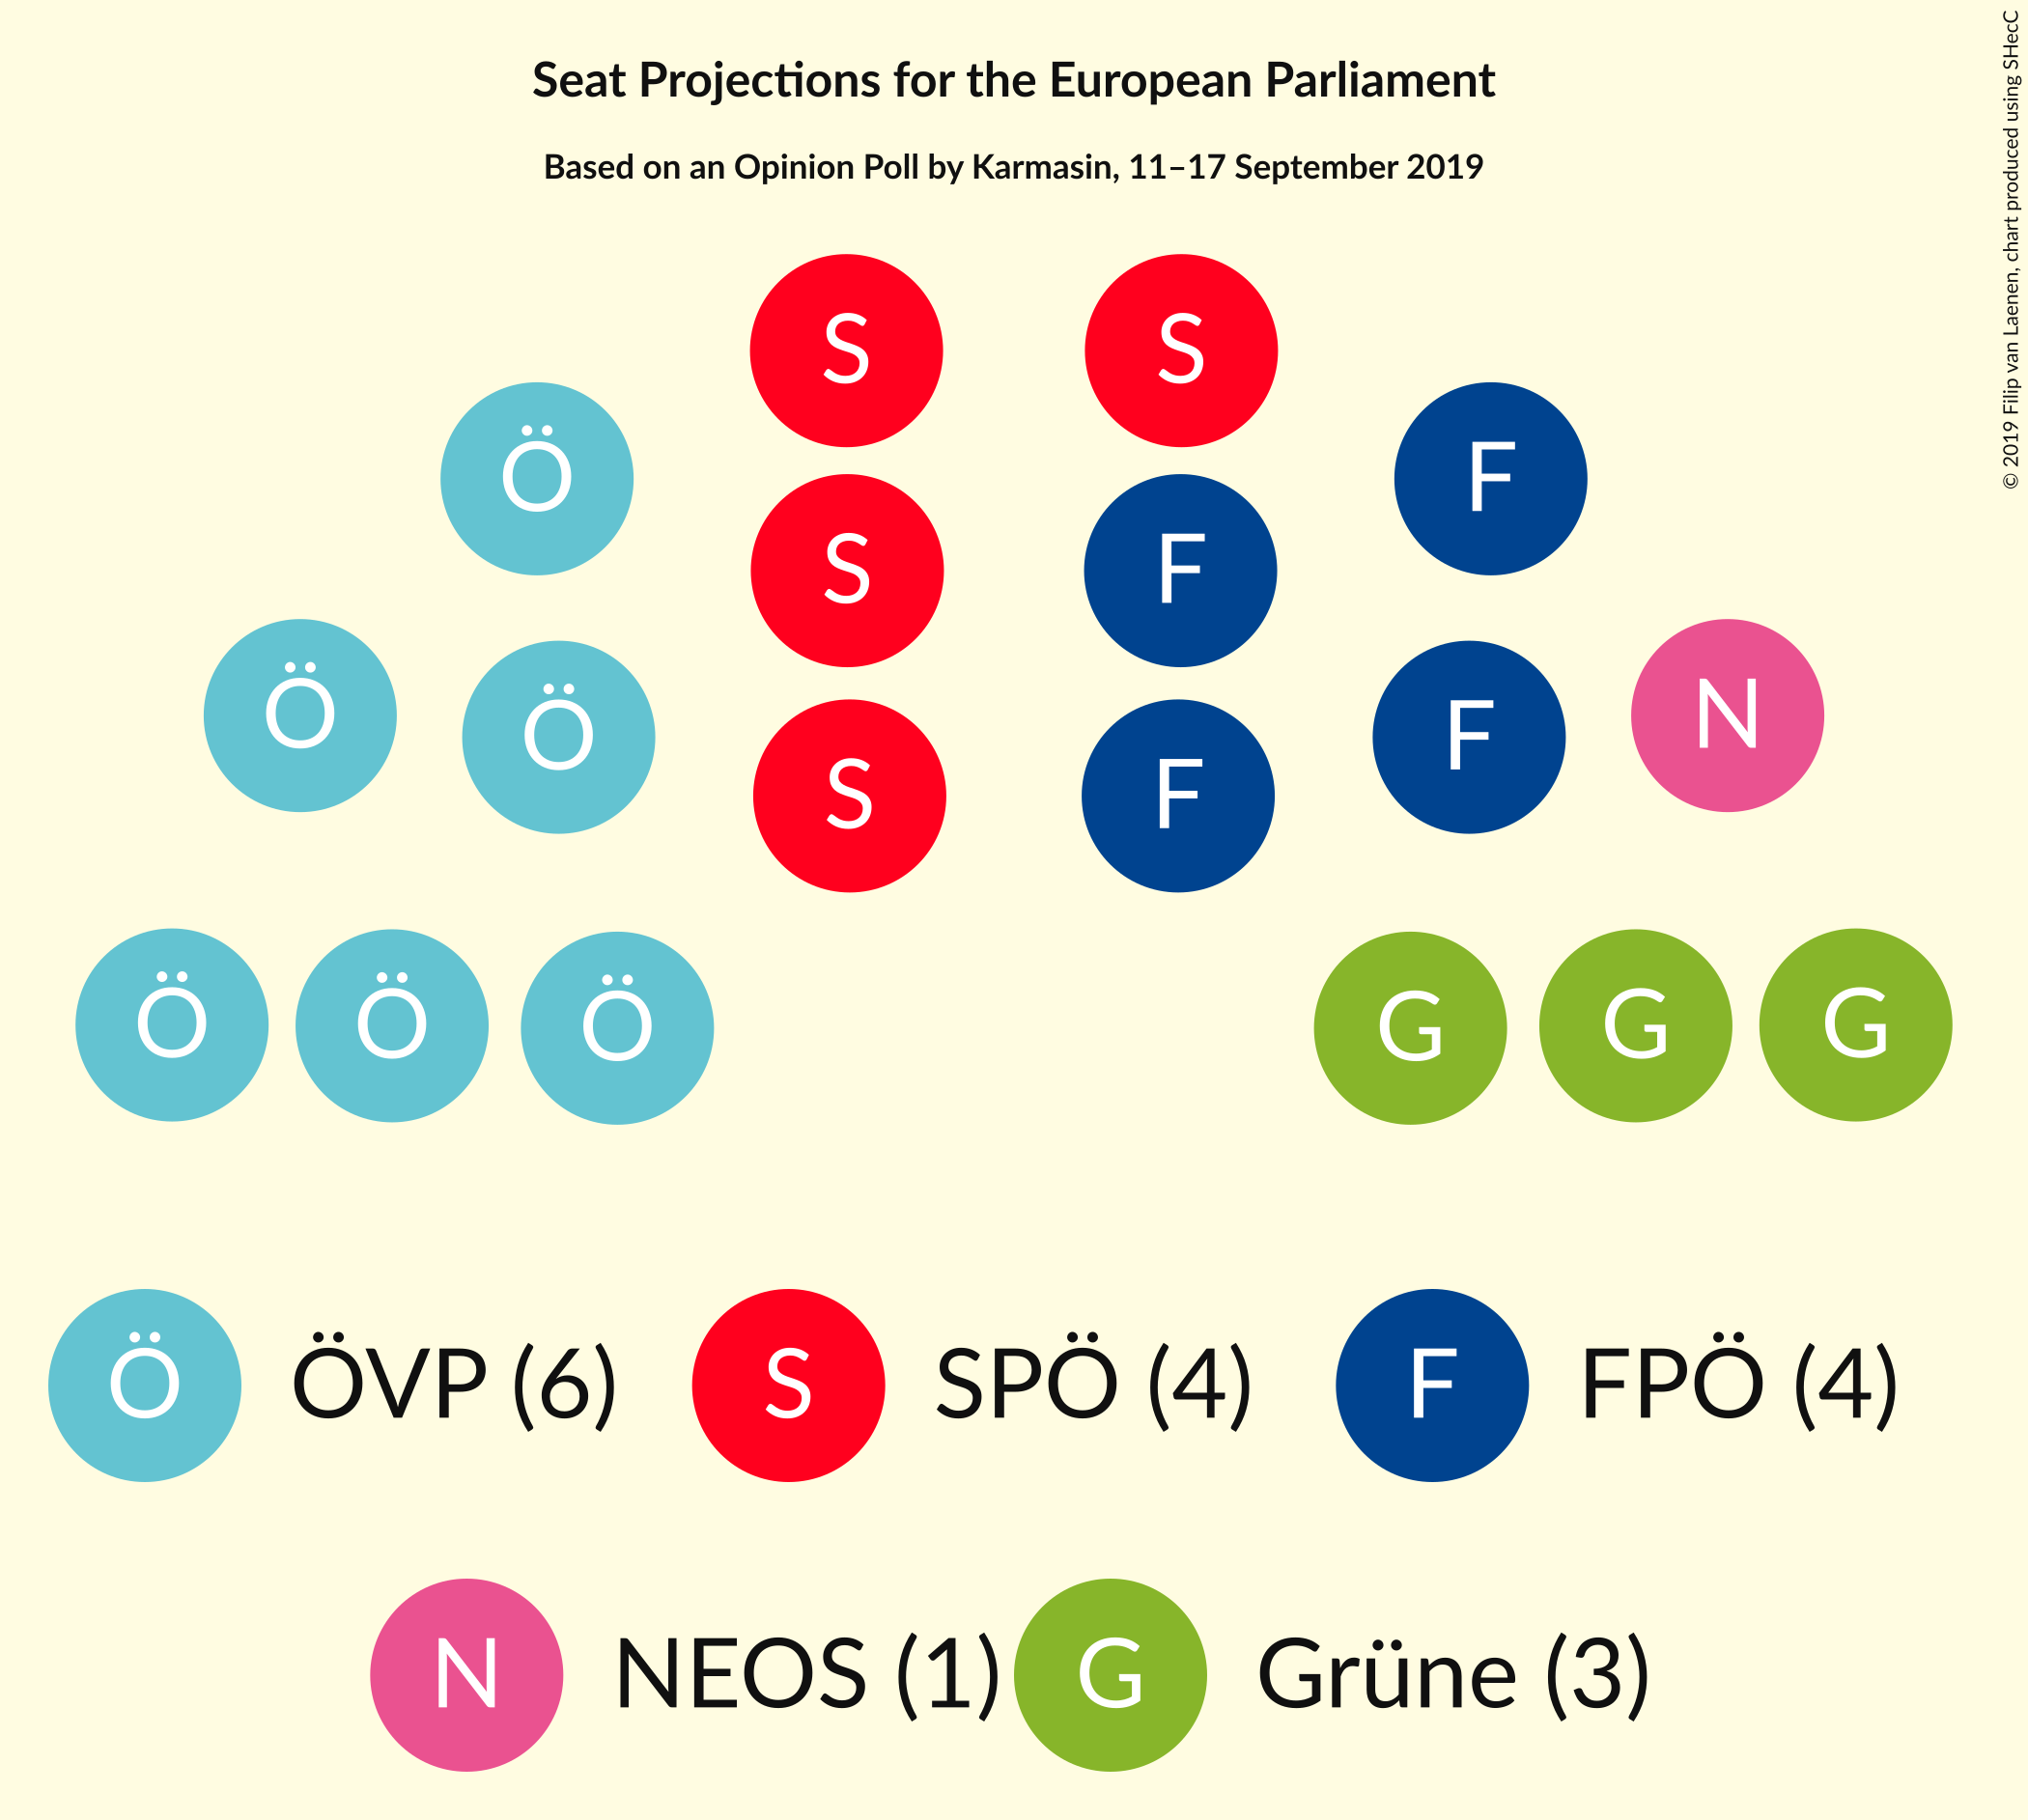 Seat Projections for the European Parliament
Based on an Opinion Poll by Karmasin, 11–17 September 2019
© 2019 Filip van Laenen, chart produced using SHecC
S S
Ö F
S F
Ö N
Ö F
S F
Ö Ö Ö G G G
Ö ÖVP (6) S SPÖ (4) F FPÖ (4)
N NEOS (1) G Grüne (3)